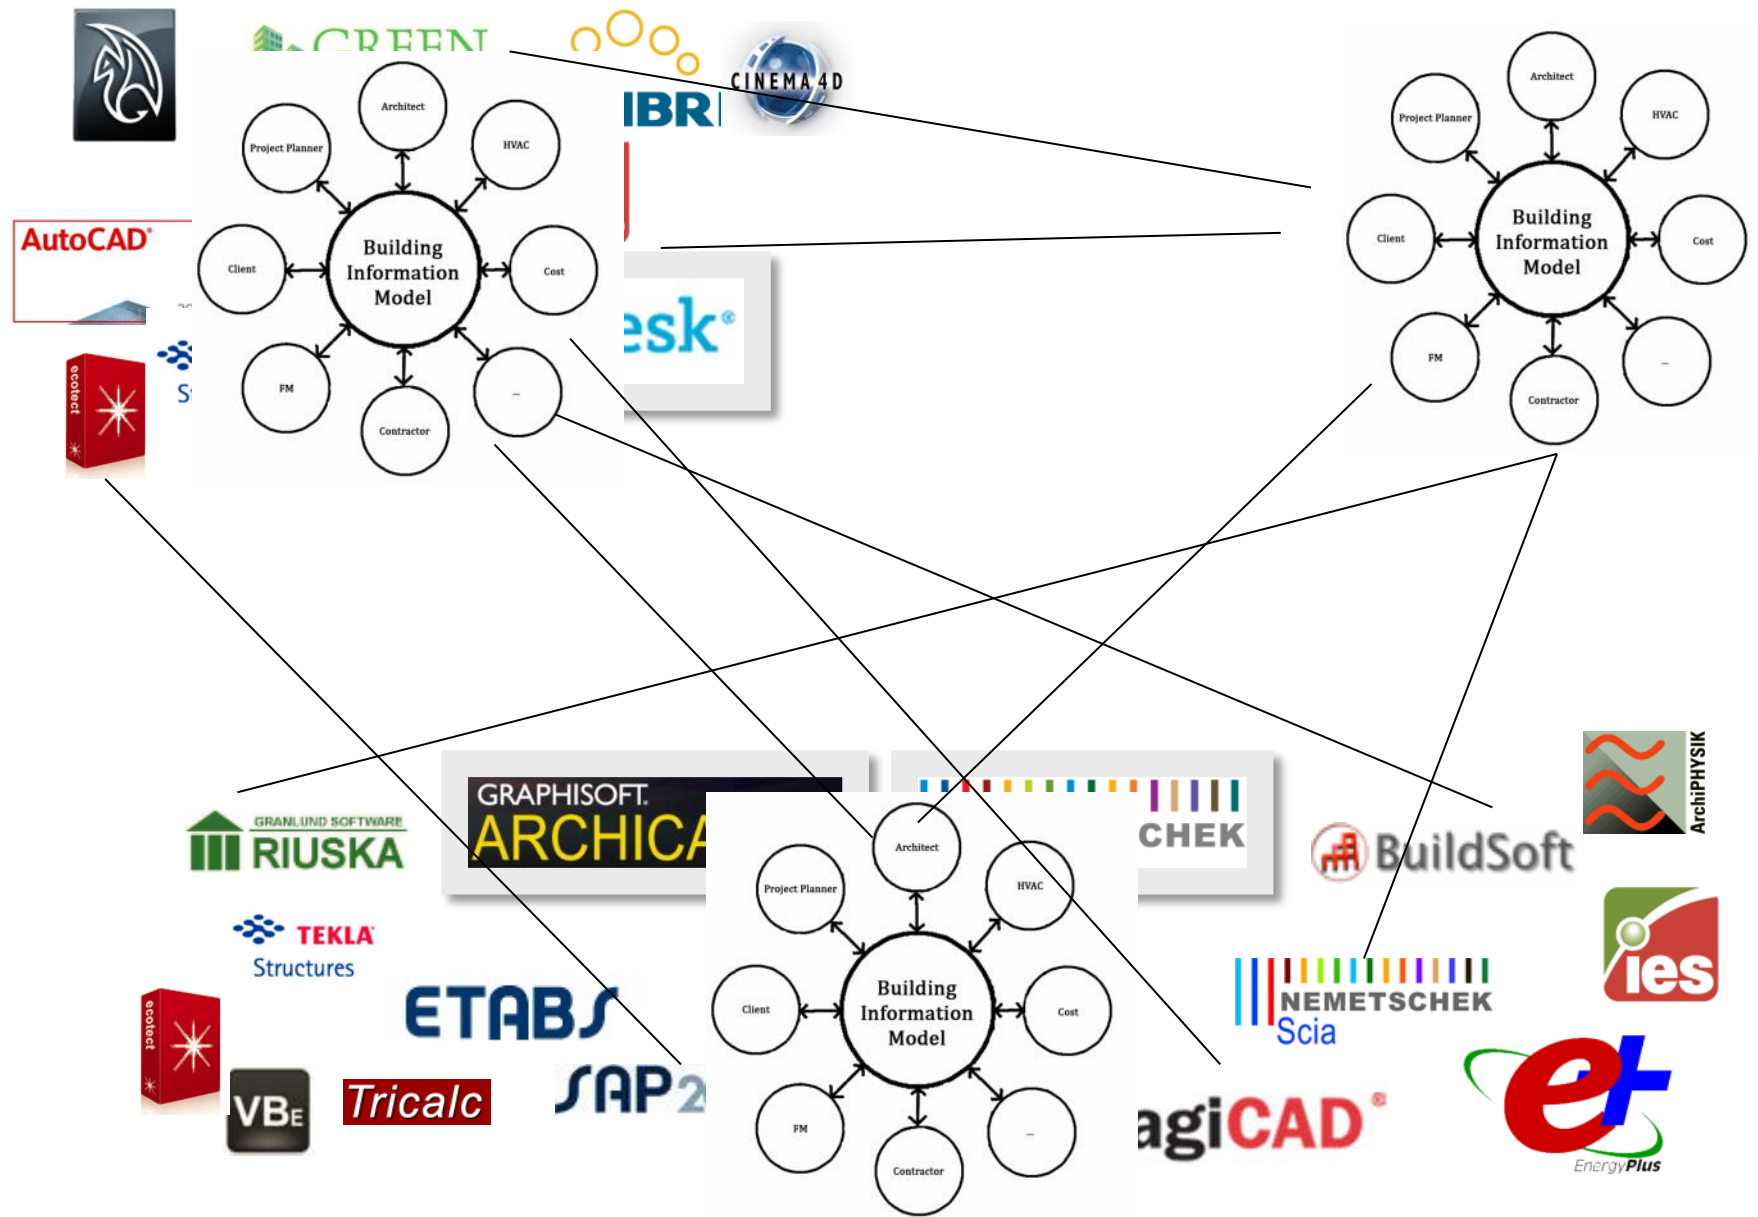 GREEN
IBRI
CINEMA 4D
Architect
Project Planner
HVAC
Building
Information
Model
Client
Cost
FM
...
Contractor
Architect
Project Planner
HVAC
Building
Information
Model
Client
Cost
FM
...
Contractor
AutoCAD®
esk®
ecotect
St
GRANLUND SOFTWARE
RIUSKA
GRAPHISOFT.
ARCHICA
CHEK
BuildSoft
ArchiPHYSIK
Architect
Project Planner
HVAC
Building
Information
Model
Client
Cost
FM
...
Contractor
TEKLA
Structures
ecotect
ETABS
VBE
Tricalc
SAP2
NEMETSCHEK
Scia
ies
agiCAD®
e+
EnergyPlus